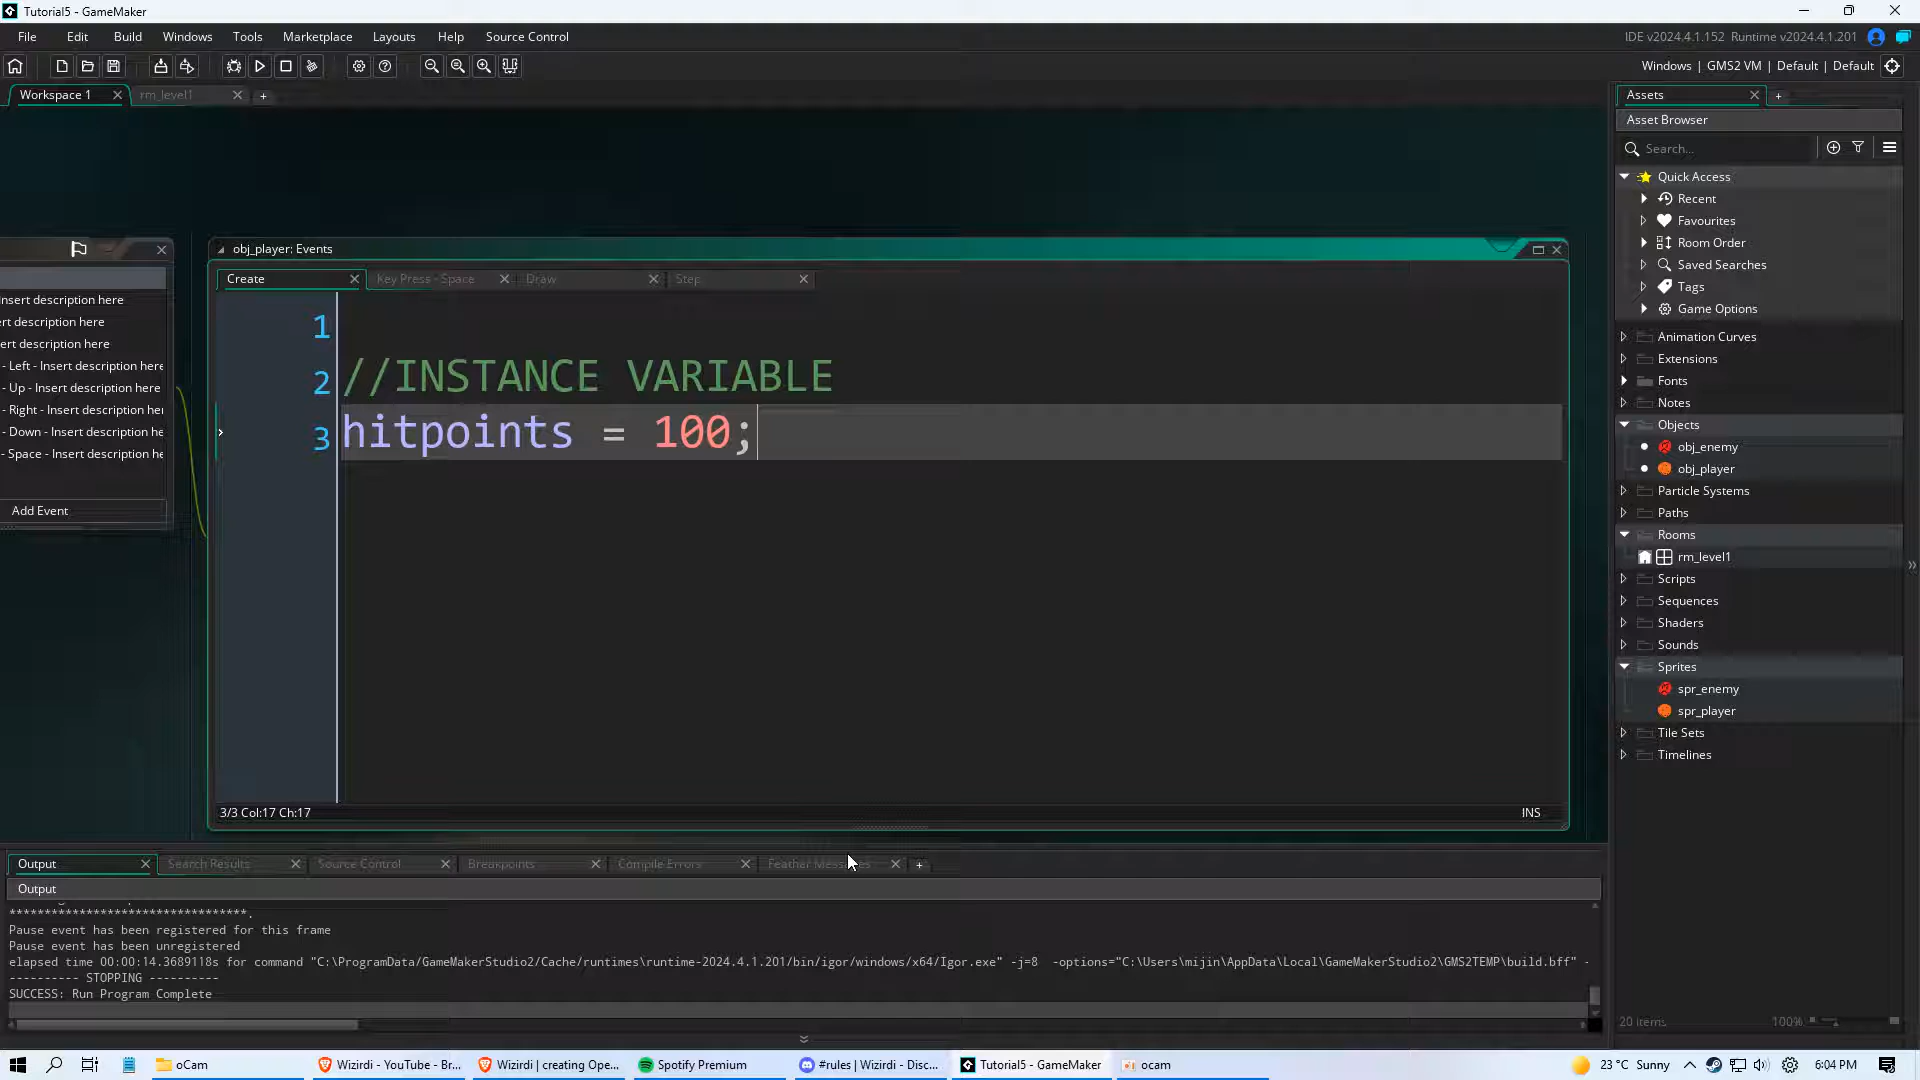 Tutorial5 - GameMaker
File Edit Build Windows Tools Marketplace Layouts Help Source Control
IDE v2024.4.1.152 Runtime v2024.4.1.201
Windows | GMS2 VM | Default | Default
Workspace 1 rm_level1
Assets
Asset Browser
Search...
Quick Access
Recent
Favourites
Room Order
Saved Searches
Tags
Game Options
Animation Curves
Extensions
Fonts
Notes
Objects
obj_enemy
obj_player
Particle Systems
Paths
Rooms
rm_level1
Scripts
Sequences
Shaders
Sounds
Sprites
spr_enemy
spr_player
Tile Sets
Timelines
20 items 100%
nsert description here
ert description here
sert description here
- Left - Insert description here
- Up - Insert description here
- Right - Insert description her
- Down - Insert description he
- Space - Insert description he
Add Event
obj_player: Events
Create Key Press - Space Draw Step
1
2 //INSTANCE VARIABLE
3 hitpoints = 100;
3/3 Col:17 Ch:17 INS
Output Search Results Source Control Breakpoints Compile Errors Feather
Output
**********************************.
Pause event has been registered for this frame
Pause event has been unregistered
elapsed time 00:00:14.3689118s for command "C:\ProgramData/GameMakerStudio2/Cache/runtimes\runtime-2024.4.1.201/bin/igor/windows/x64/Igor.exe" -j=8 -options="C:\Users\mijin\AppData\Local\GameMakerStudio2\GMS2TEMP\build.bff" -
---------- STOPPING ----------
SUCCESS: Run Program Complete
oCam Wizirdi - YouTube - Br... Wizirdi | creating Ope... Spotify Premium #rules | Wizirdi - Disc... Tutorial5 - GameMaker ocam 23 °C Sunny 6:04 PM